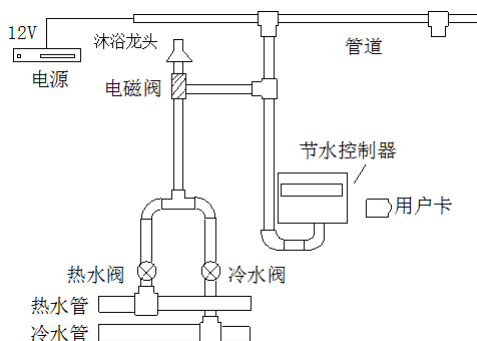 12V
电源
沐浴龙头
管道
电磁阀
节水控制器
用户卡
热水阀
冷水阀
热水管
冷水管